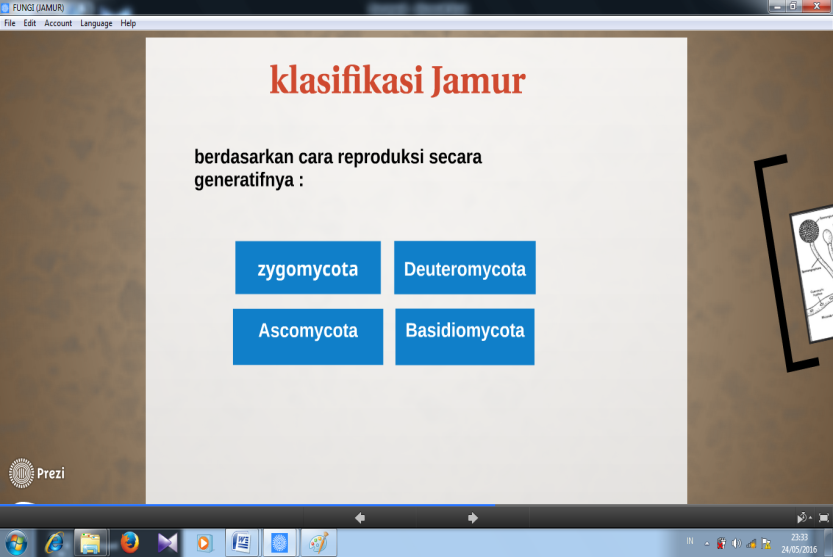 FUNGI (JAMUR)
File Edit Account Language Help
klasifikasi Jamur
berdasarkan cara reproduksi secara
generatifnya :
zygomycota Deuteromycota
Ascomycota Basidiomycota
Prezi
IN
23:33
24/05/2016